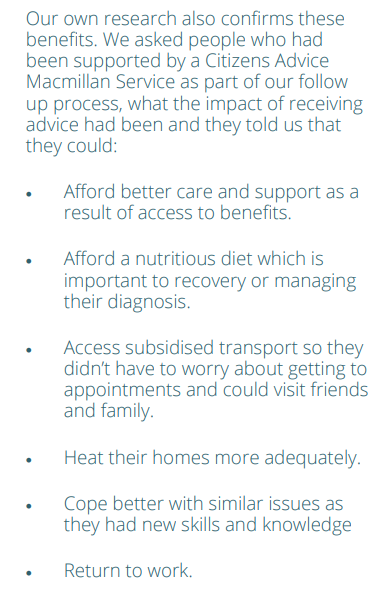 Our own research also confirms these
benefits. We asked people who had
been supported by a Citizens Advice
Macmillan Service as part of our follow
up process, what the impact of receiving
advice had been and they told us that
they could:
• Afford better care and support as a
result of access to benefits.
• Afford a nutritious diet which is
important to recovery or managing
their diagnosis.
• Access subsidised transport so they
didn’t have to worry about getting to
appointments and could visit friends
and family.
• Heat their homes more adequately.
• Cope better with similar issues as
they had new skills and knowledge
• Return to work.